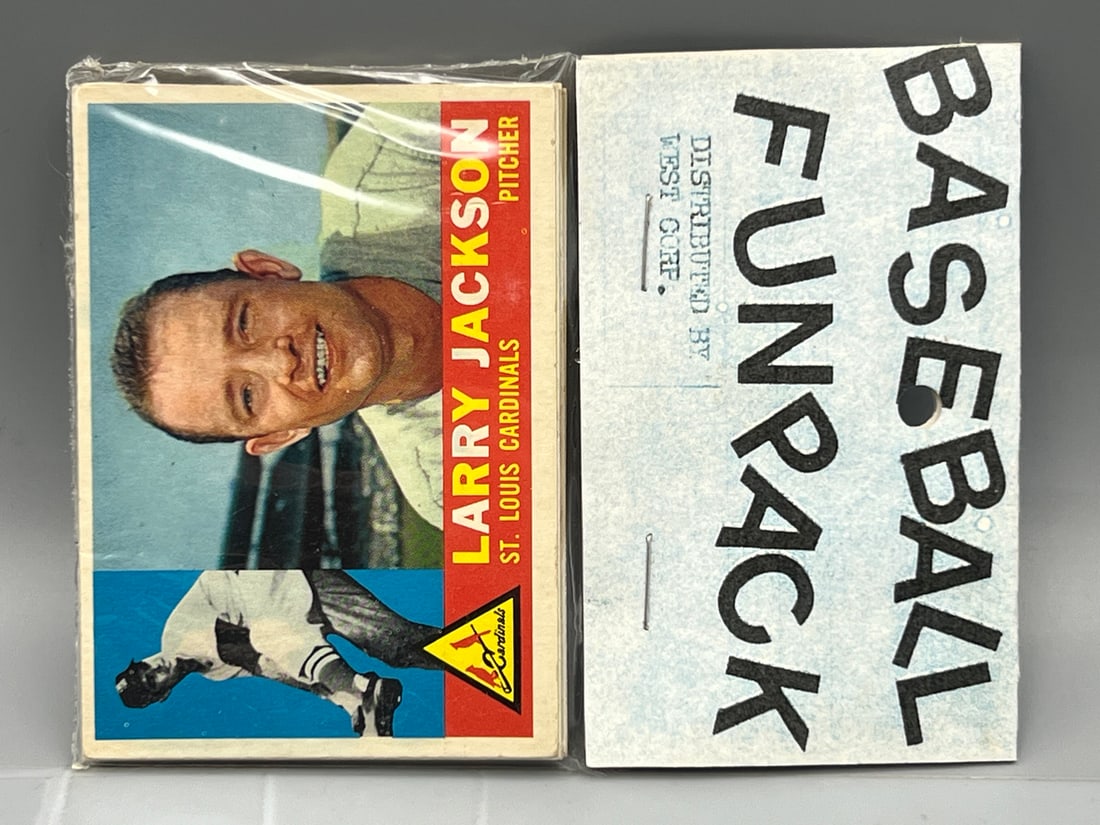 BASEBALL
FUNPACK
DISTRIBUTED BY
WEST CORP.
LARRY JACKSON
ST. LOUIS CARDINALS PITCHER
Cardinals